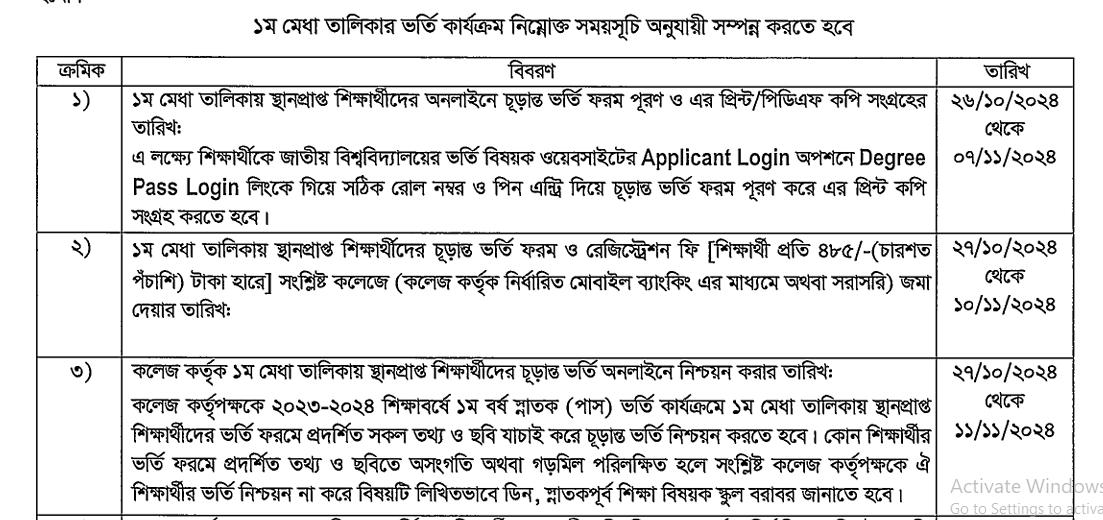 ১ম মেধা তালিকার ভর্তি কার্যক্রম নিম্নোক্ত সময়সূচি অনুযায়ী সম্পন্ন করতে হবে
ক্রমিক বিবরণ তারিখ
১) ১ম মেধা তালিকায় স্থানপ্রাপ্ত শিক্ষার্থীদের অনলাইনে চূড়ান্ত ভর্তি ফরম পূরণ ও এর প্রিন্ট/পিডিএফ কপি সংগ্রহের
তারিখ:
এ লক্ষ্যে শিক্ষার্থীকে জাতীয় বিশ্ববিদ্যালয়ের ভর্তি বিষয়ক ওয়েবসাইটের Applicant Login অপশনে Degree
Pass Login লিংকে গিয়ে সঠিক রোল নম্বর ও পিন এন্ট্রি দিয়ে চূড়ান্ত ভর্তি ফরম পূরণ করে এর প্রিন্ট কপি
সংগ্রহ করতে হবে।
২৬/১০/২০২৪
থেকে
০৭/১১/২০২৪
২) ১ম মেধা তালিকায় স্থানপ্রাপ্ত শিক্ষার্থীদের চূড়ান্ত ভর্তি ফরম ও রেজিস্ট্রেশন ফি [শিক্ষার্থী প্রতি ৪৮৫/-(চারশত
পঁচাশি) টাকা হারে] সংশ্লিষ্ট কলেজে (কলেজ কর্তৃক নির্ধারিত মোবাইল ব্যাংকিং এর মাধ্যমে অথবা সরাসরি) জমা
দেয়ার তারিখ:
২৭/১০/২০২৪
থেকে
১০/১১/২০২৪
৩) কলেজ কর্তৃক ১ম মেধা তালিকায় স্থানপ্রাপ্ত শিক্ষার্থীদের চূড়ান্ত ভর্তি অনলাইনে নিশ্চয়ন করার তারিখ:
কলেজ কর্তৃপক্ষকে ২০২৩-২০২৪ শিক্ষাবর্ষে ১ম বর্ষ স্নাতক (পাস) ভর্তি কার্যক্রমে ১ম মেধা তালিকায় স্থানপ্রাপ্ত
শিক্ষার্থীদের ভর্তি ফরমে প্রদর্শিত সকল তথ্য ও ছবি যাচাই করে চূড়ান্ত ভর্তি নিশ্চয়ন করতে হবে। কোন শিক্ষার্থীর
ভর্তি ফরমে প্রদর্শিত তথ্য ও ছবিতে অসংগতি অথবা গড়মিল পরিলক্ষিত হলে সংশ্লিষ্ট কলেজ কর্তৃপক্ষকে ঐ
শিক্ষার্থীর ভর্তি নিশ্চয়ন না করে বিষয়টি লিখিতভাবে ডিন, স্নাতকপূর্ব শিক্ষা বিষয়ক স্কুল বরাবর জানাতে হবে।
২৭/১০/২০২৪
থেকে
১১/১১/২০২৪
Activate Windows
Go to Settings to activa